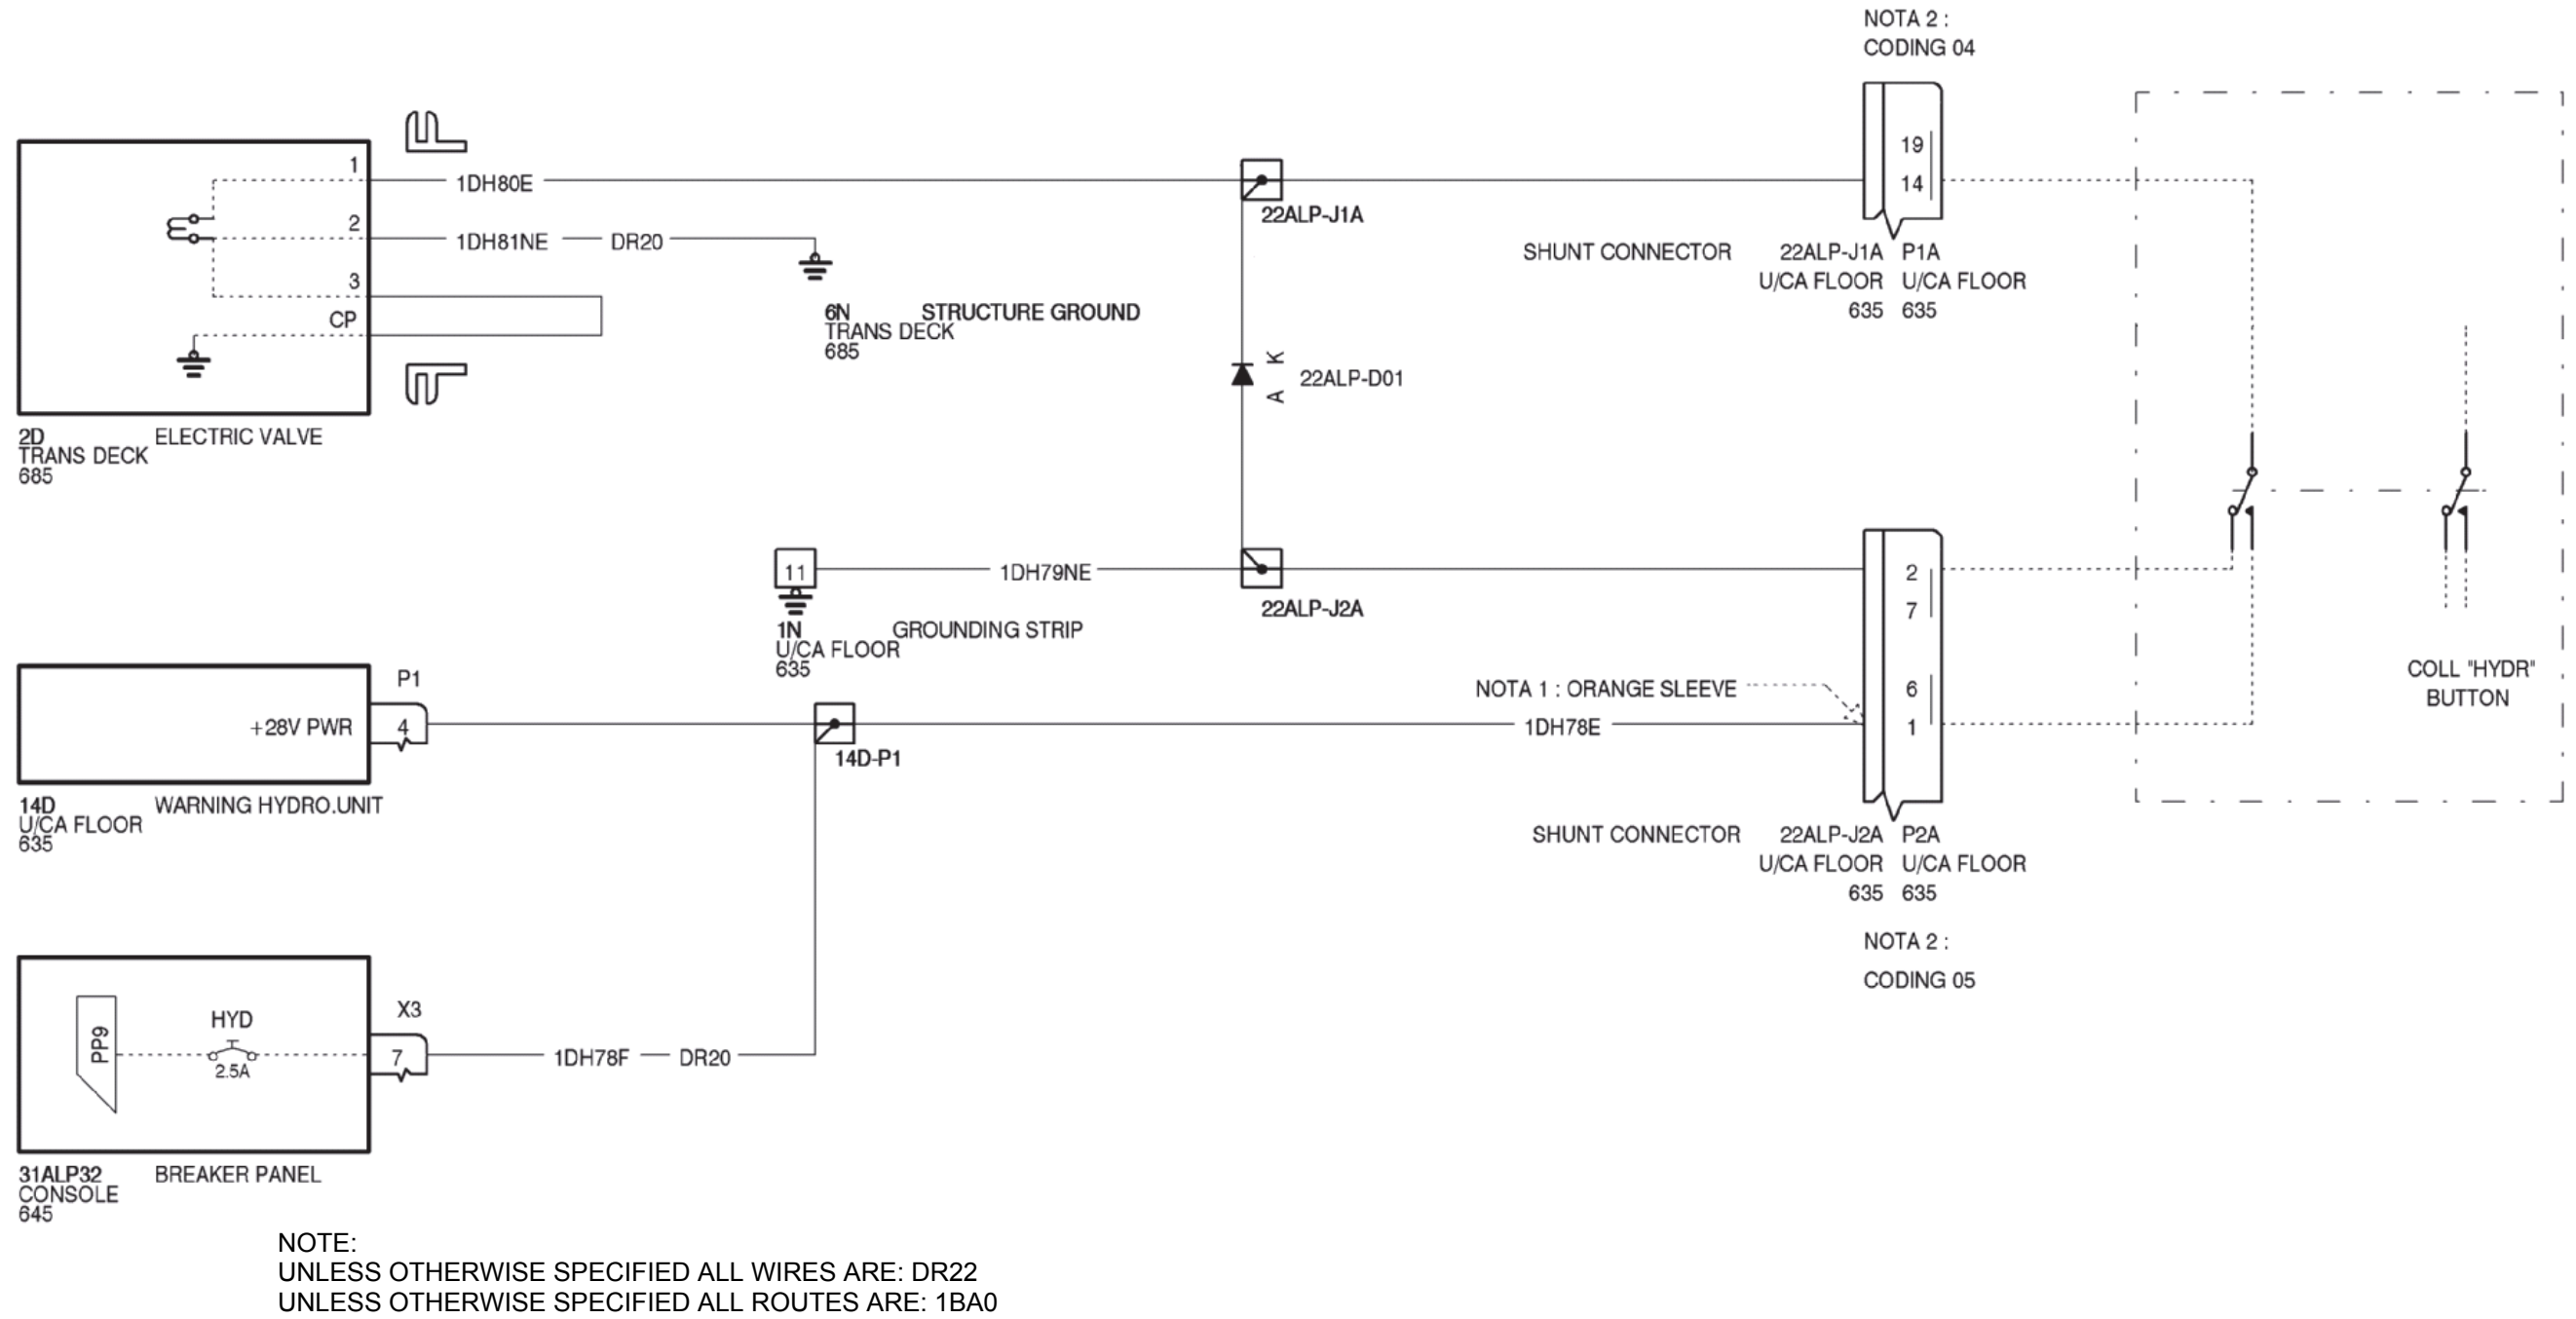 NOTA 2 :
CODING 04
19
14
1
1DH80E
22ALP-J1A
2
1DH81NE
DR20
SHUNT CONNECTOR
22ALP-J1A P1A
U/CA FLOOR U/CA FLOOR
635 635
3
CP
6N STRUCTURE GROUND
TRANS DECK
685
K
A
22ALP-D01
2D ELECTRIC VALVE
TRANS DECK
685
11
1DH79NE
22ALP-J2A
2
7
1N GROUNDING STRIP
U/CA FLOOR
635
COLL "HYDR"
BUTTON
P1
+28V PWR
4
14D-P1
NOTA 1 : ORANGE SLEEVE
1DH78E
6
1
14D WARNING HYDRO.UNIT
U/CA FLOOR
635
SHUNT CONNECTOR
22ALP-J2A P2A
U/CA FLOOR U/CA FLOOR
635 635
NOTA 2 :
CODING 05
PP9
HYD
2.5A
X3
7
1DH78F
DR20
31ALP32 BREAKER PANEL
CONSOLE
645
NOTE:
UNLESS OTHERWISE SPECIFIED ALL WIRES ARE: DR22
UNLESS OTHERWISE SPECIFIED ALL ROUTES ARE: 1BA0